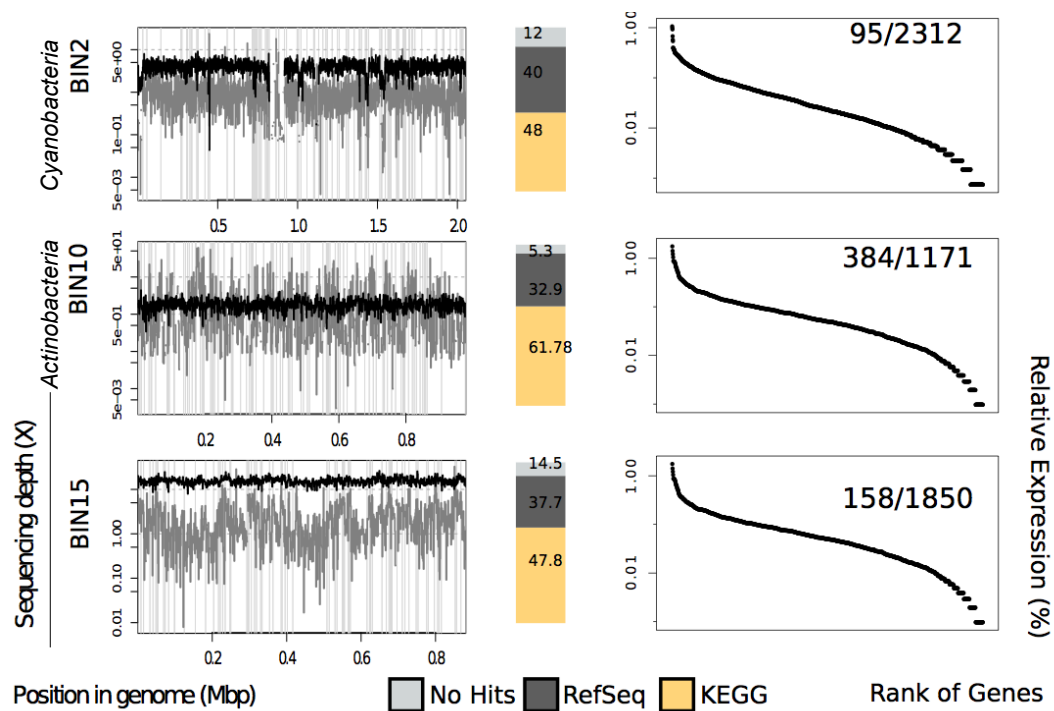 Cyanobacteria
BIN2
5e+00
1e-01
5e-03
0.5
1.0
1.5
2.0
12
40
48
95/2312
1.00
0.01
Actinobacteria
BIN10
5e+01
5e-01
5e-03
0.2
0.4
0.6
0.8
5.3
32.9
61.78
384/1171
1.00
0.01
Sequencing depth (X)
BIN15
1.00
0.10
0.01
0.2
0.4
0.6
0.8
14.5
37.7
47.8
158/1850
1.00
0.01
Relative Expression (%)
Position in genome (Mbp)
No Hits
RefSeq
KEGG
Rank of Genes